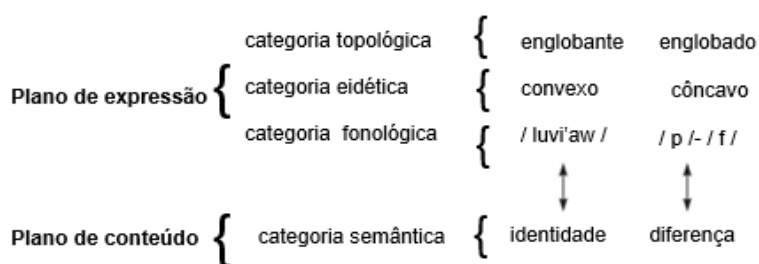 categoria topológica { englobante englobado
Plano de expressão { categoria eidética { convexo côncavo
categoria fonológica { / luvi'aw / / p /- / f /
Plano de conteúdo { categoria semântica { identidade diferença